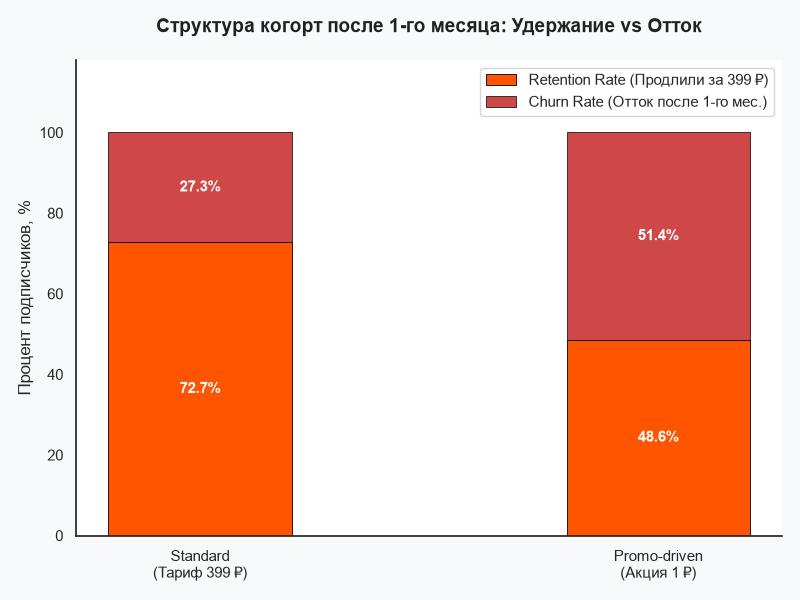 Структура когорт после 1-го месяца: Удержание vs Отток
Retention Rate (Продлили за 399 ₽)
Churn Rate (Отток после 1-го мес.)
Процент подписчиков, %
100
80
60
40
20
0
27.3%
72.7%
51.4%
48.6%
Standard
(Тариф 399 ₽)
Promo-driven
(Акция 1 ₽)